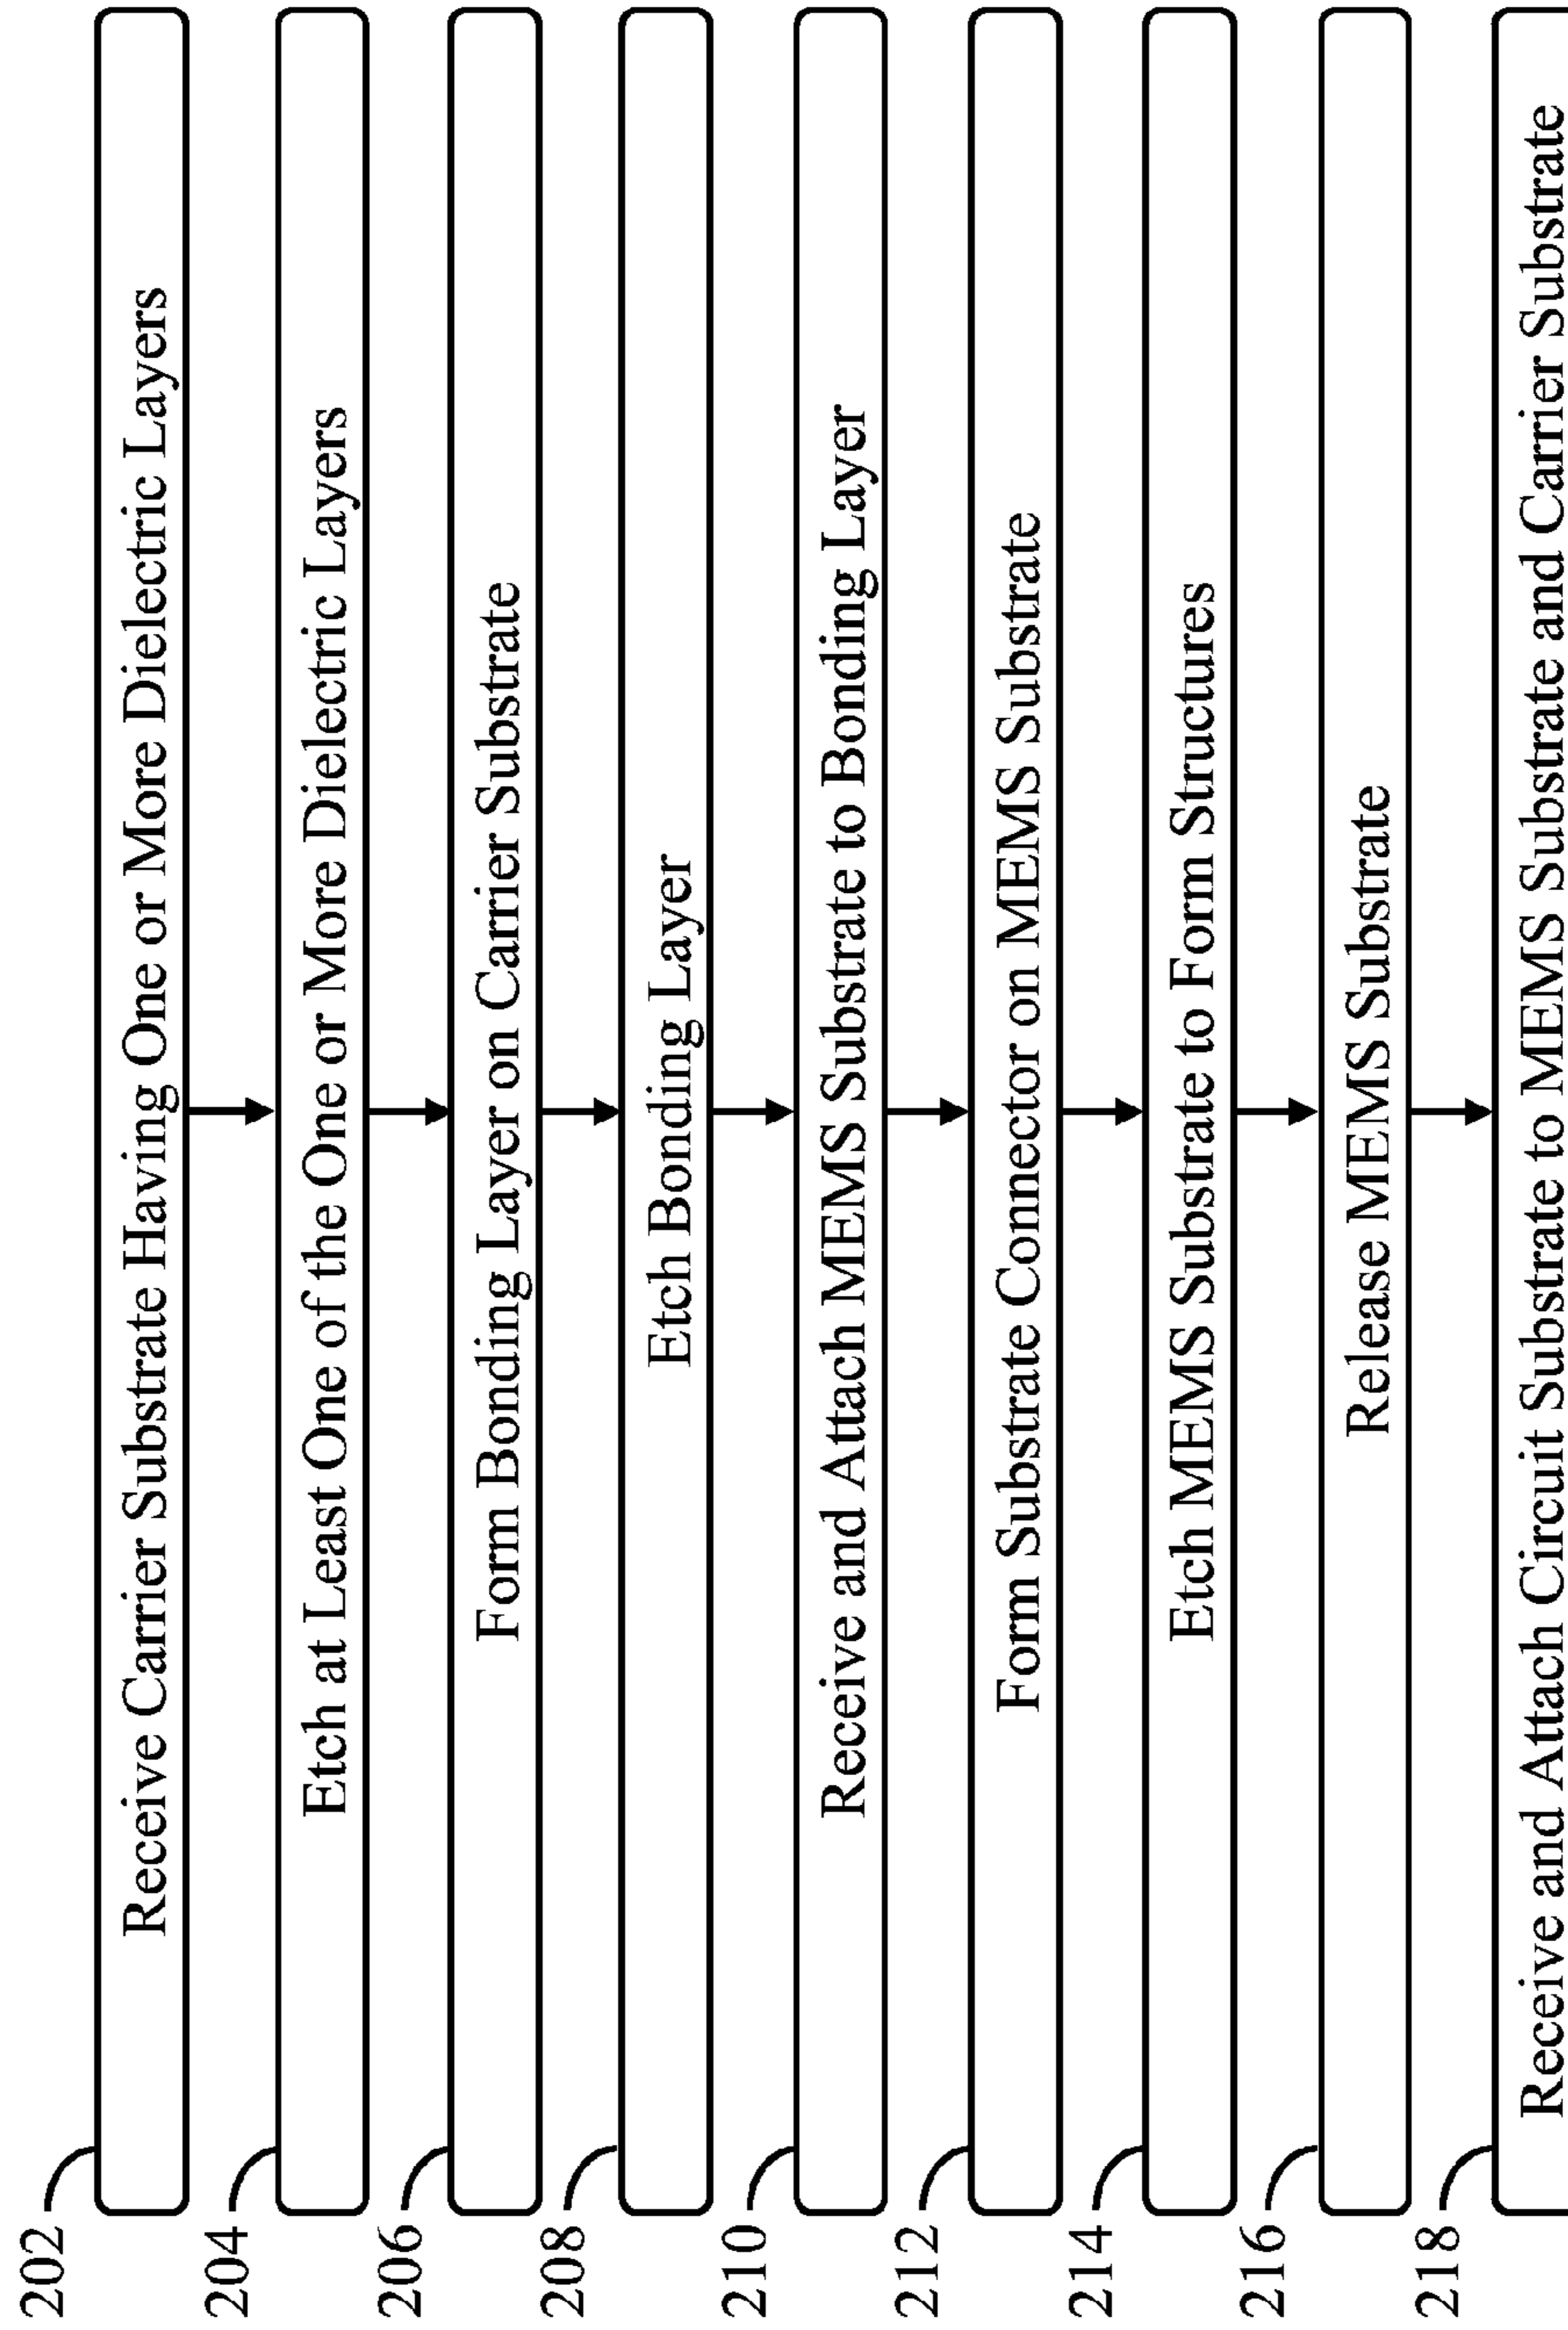 202
Receive Carrier Substrate Having One or More Dielectric Layers
204
Etch at Least One of the One or More Dielectric Layers
206
Form Bonding Layer on Carrier Substrate
208
Etch Bonding Layer
210
Receive and Attach MEMS Substrate to Bonding Layer
212
Form Substrate Connector on MEMS Substrate
214
Etch MEMS Substrate to Form Structures
216
Release MEMS Substrate
218
Receive and Attach Circuit Substrate to MEMS Substrate and Carrier Substrate